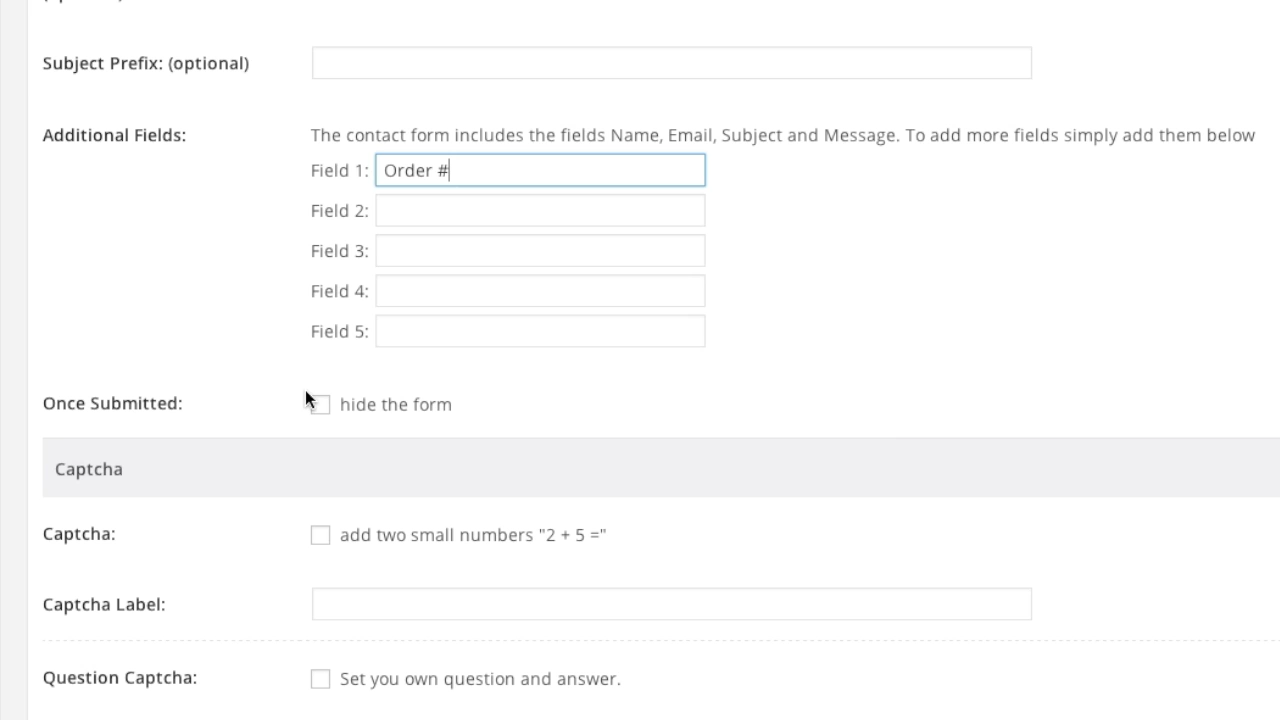 Subject Prefix: (optional)
Additional Fields: The contact form includes the fields Name, Email, Subject and Message. To add more fields simply add them below
Field 1: Order #
Field 2:
Field 3:
Field 4:
Field 5:
Once Submitted: hide the form
Captcha
Captcha: add two small numbers "2 + 5 ="
Captcha Label:
Question Captcha: Set you own question and answer.